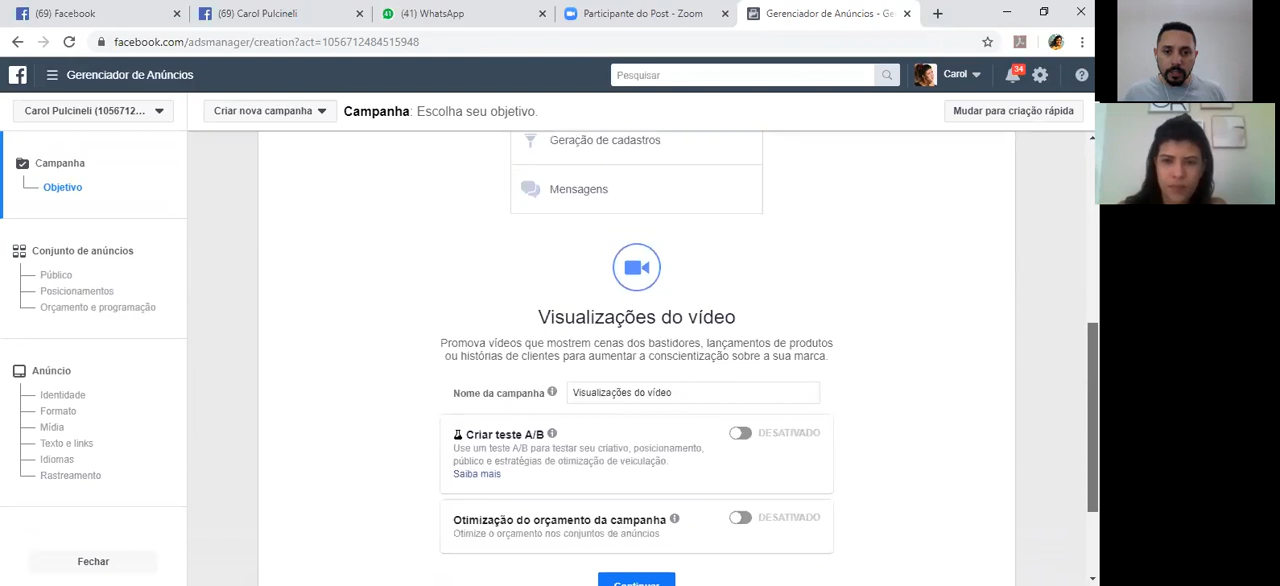 (69) Facebook
(69) Carol Pulcineli
(41) WhatsApp
Participante do Post - Zoom
Gerenciador de Anúncios - Ge
facebook.com/adsmanager/creation?act=1056712484515948
Gerenciador de Anúncios
Pesquisar
Carol
34
Carol Pulcineli (1056712...
Criar nova campanha
Campanha: Escolha seu objetivo.
Mudar para criação rápida
Campanha
Objetivo
Conjunto de anúncios
Público
Posicionamentos
Orçamento e programação
Anúncio
Identidade
Formato
Mídia
Texto e links
Idiomas
Rastreamento
Fechar
Geração de cadastros
Mensagens
Visualizações do vídeo
Promova vídeos que mostrem cenas dos bastidores, lançamentos de produtos
ou histórias de clientes para aumentar a conscientização sobre a sua marca.
Nome da campanha
Visualizações do vídeo
Criar teste A/B
DESATIVADO
Use um teste A/B para testar seu criativo, posicionamento,
público e estratégias de otimização de veiculação.
Saiba mais
Otimização do orçamento da campanha
DESATIVADO
Otimize o orçamento nos conjuntos de anúncios
Continuar